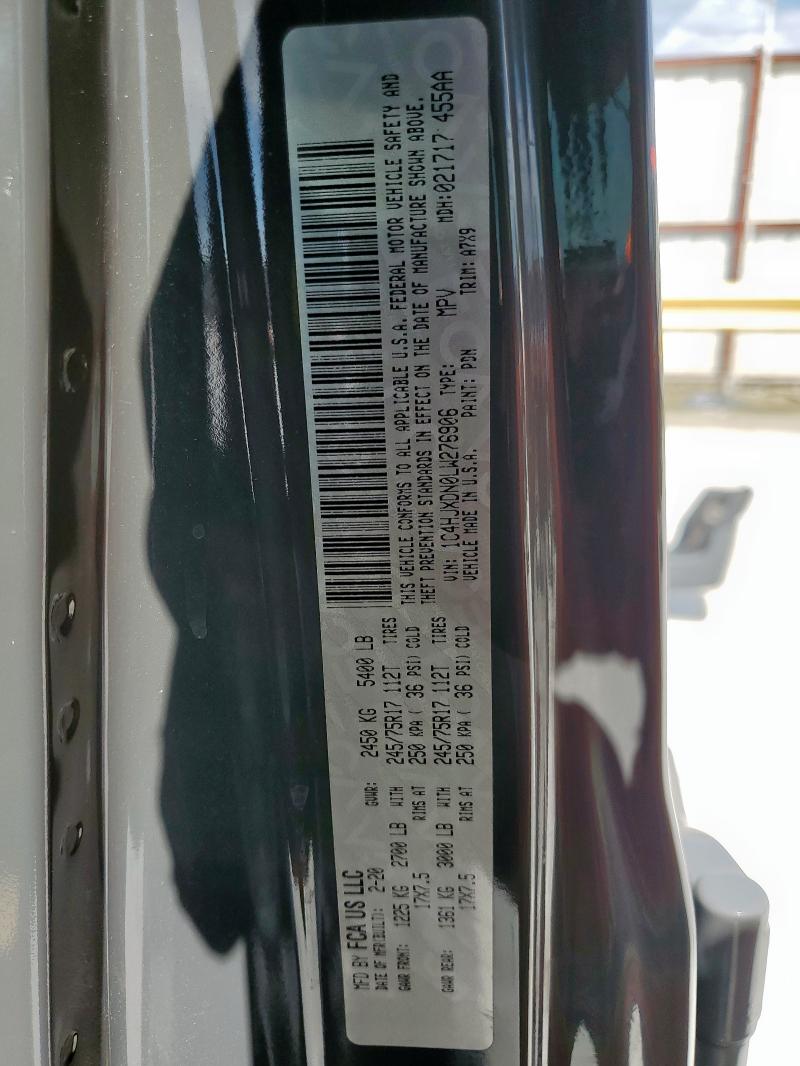 MFD BY FCA US LLC
DATE OF MFR(BUILT): 2-20 GVWR: 2450 KG 5400 LB
GAWR FRONT: 1225 KG 2700 LB WITH 245/75R17 112T TIRES
17X7.5 RIMS AT 250 KPA ( 36 PSI) COLD
GAWR REAR: 1361 KG 3000 LB WITH 245/75R17 112T TIRES
17X7.5 RIMS AT 250 KPA ( 36 PSI) COLD
THIS VEHICLE CONFORMS TO ALL APPLICABLE U.S.A. FEDERAL MOTOR VEHICLE SAFETY AND
THEFT PREVENTION STANDARDS IN EFFECT ON THE DATE OF MANUFACTURE SHOWN ABOVE.
VIN: 1C4HJXDN0LW276906 TYPE: MPV MDH:021717 455AA
VEHICLE MADE IN U.S.A. PAINT: PDN TRIM: A7X9